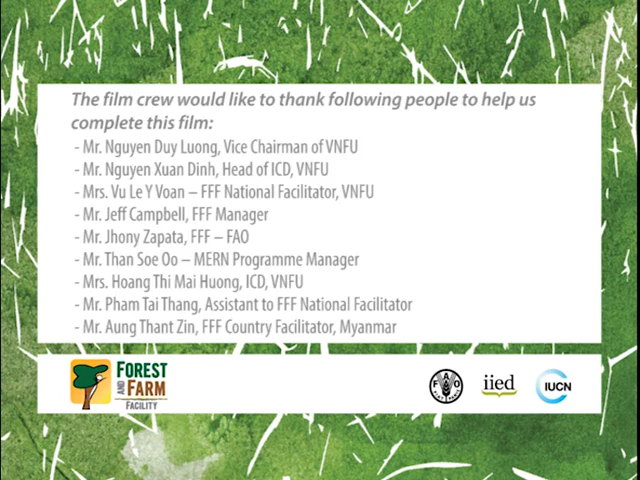 The film crew would like to thank following people to help us
complete this film:
- Mr. Nguyen Duy Luong, Vice Chairman of VNFU
- Mr. Nguyen Xuan Dinh, Head of ICD, VNFU
- Mrs. Vu Le Y Voan – FFF National Facilitator, VNFU
- Mr. Jeff Campbell, FFF Manager
- Mr. Jhony Zapata, FFF – FAO
- Mr. Than Soe Oo – MERN Programme Manager
- Mrs. Hoang Thi Mai Huong, ICD, VNFU
- Mr. Pham Tai Thang, Assistant to FFF National Facilitator
- Mr. Aung Thant Zin, FFF Country Facilitator, Myanmar
FOREST
AND FARM
FACILITY
FAO
FIAT PANIS
iied
IUCN